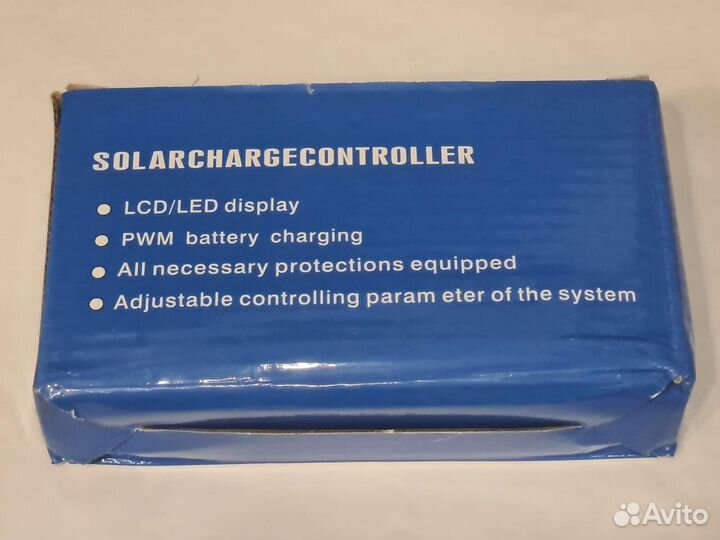 SOLARCHARGECONTROLLER
LCD/LED display
PWM battery charging
All necessary protections equipped
Adjustable controlling param eter of the system
Avito